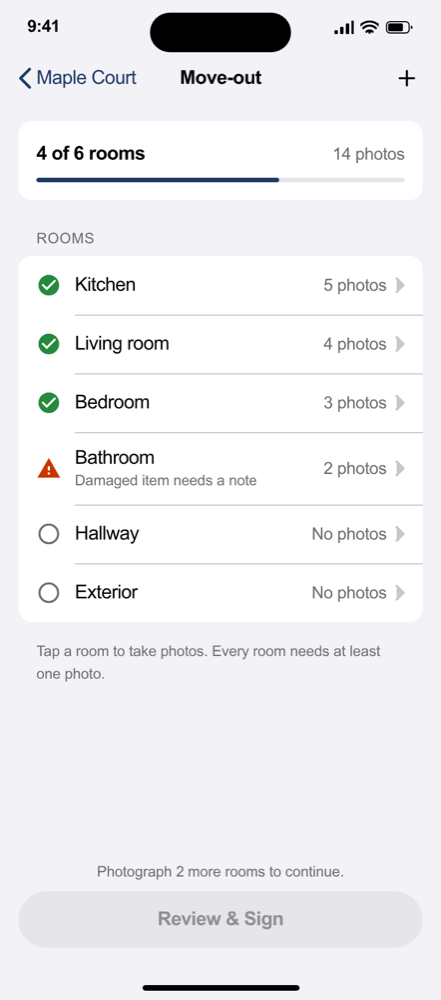 9:41
Maple Court
Move-out
4 of 6 rooms
14 photos
ROOMS
Kitchen
5 photos
Living room
4 photos
Bedroom
3 photos
Bathroom
Damaged item needs a note
2 photos
Hallway
No photos
Exterior
No photos
Tap a room to take photos. Every room needs at least
one photo.
Photograph 2 more rooms to continue.
Review & Sign